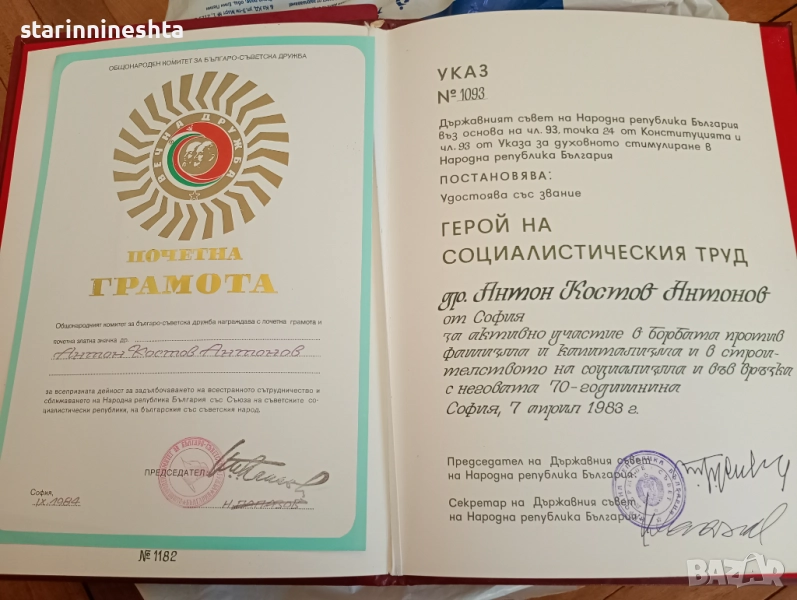 starinnineshta
ОБЩОНАРОДЕН КОМИТЕТ ЗА БЪЛГАРО-СЪВЕТСКА ДРУЖБА
ВЕЧНА ДРУЖБА
ПОЧЕТНА
ГРАМОТА
Общонародният комитет за българо-съветска дружба награждава с почетна грамота и
почетна златна значка др.
Антон Костов Антонов
за всепризната дейност за задълбочаването на всестранното сътрудничество и
сближаването на Народна република България със Съюза на съветските со-
циалистически републики, на българския със съветския народ.
ПРЕДСЕДАТЕЛ
София,
IX.1984
Н. ПАПАЗОВ
№ 1182
УКАЗ
№ 1093
Държавният съвет на Народна република България
въз основа на чл. 93, точка 24 от Конституцията и
чл. 93 от Указа за духовното стимулиране в
Народна република България
ПОСТАНОВЯВА:
Удостоява със звание
ГЕРОЙ НА
СОЦИАЛИСТИЧЕСКИЯ ТРУД
др. Антон Костов Антонов
от София
за активно участие в борбата против
фашизма и капитализма и в строи-
телството на социализма и във връзка
с неговата 70-годишнина
София, 7 април 1983 г.
Председател на Държавния съвет
на Народна република България:
Секретар на Държавния съвет
на Народна република България:
BAZAR
.bg